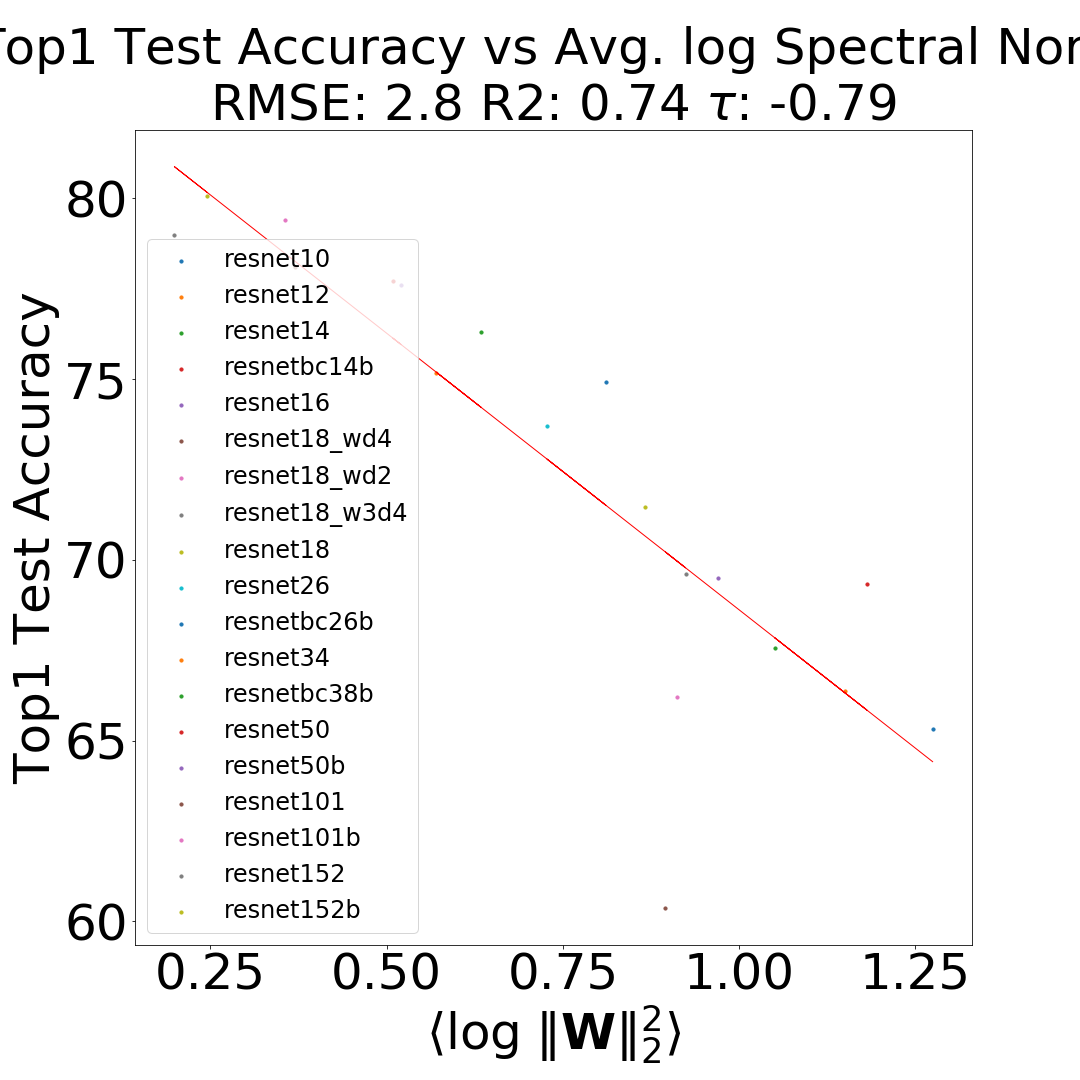 Top1 Test Accuracy vs Avg. log Spectral Nor
RMSE: 2.8 R2: 0.74 τ: -0.79
Top1 Test Accuracy
80
75
70
65
60
resnet10
resnet12
resnet14
resnetbc14b
resnet16
resnet18_wd4
resnet18_wd2
resnet18_w3d4
resnet18
resnet26
resnetbc26b
resnet34
resnetbc38b
resnet50
resnet50b
resnet101
resnet101b
resnet152
resnet152b
0.25 0.50 0.75 1.00 1.25
⟨log ‖W‖₂²⟩